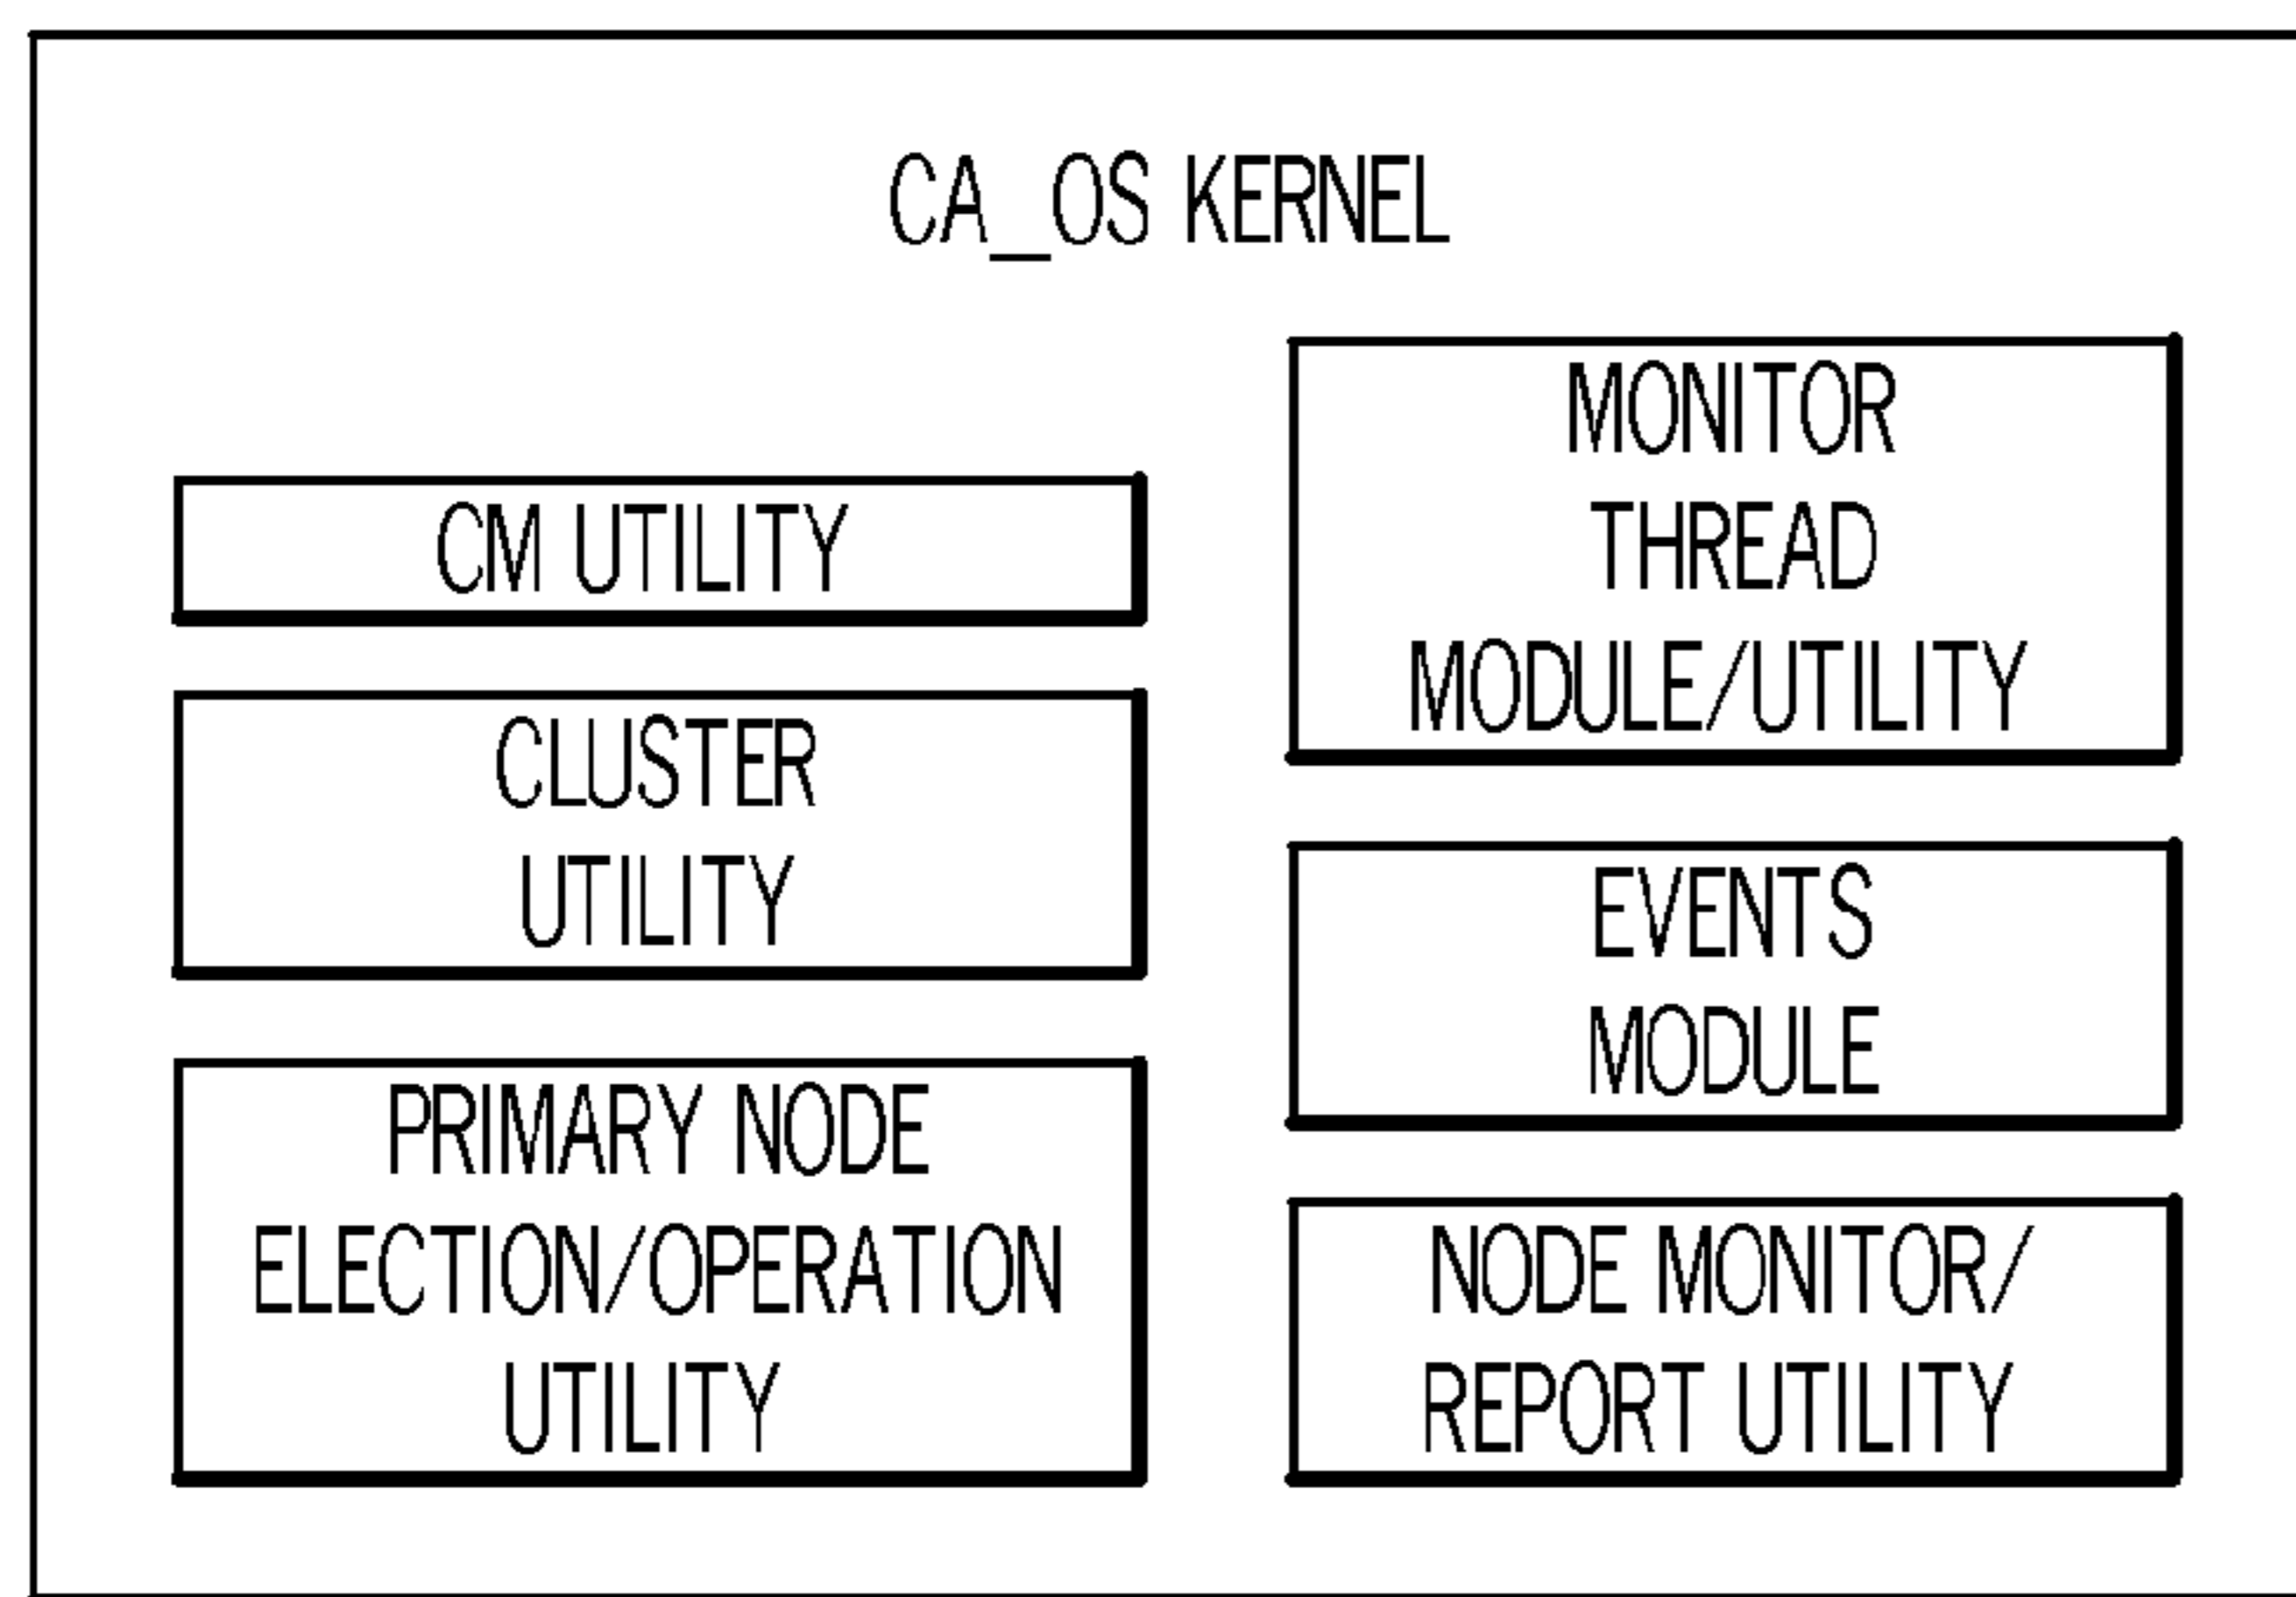 CA_OS KERNEL
CM UTILITY
CLUSTER
UTILITY
PRIMARY NODE
ELECTION/OPERATION
UTILITY
MONITOR
THREAD
MODULE/UTILITY
EVENTS
MODULE
NODE MONITOR/
REPORT UTILITY